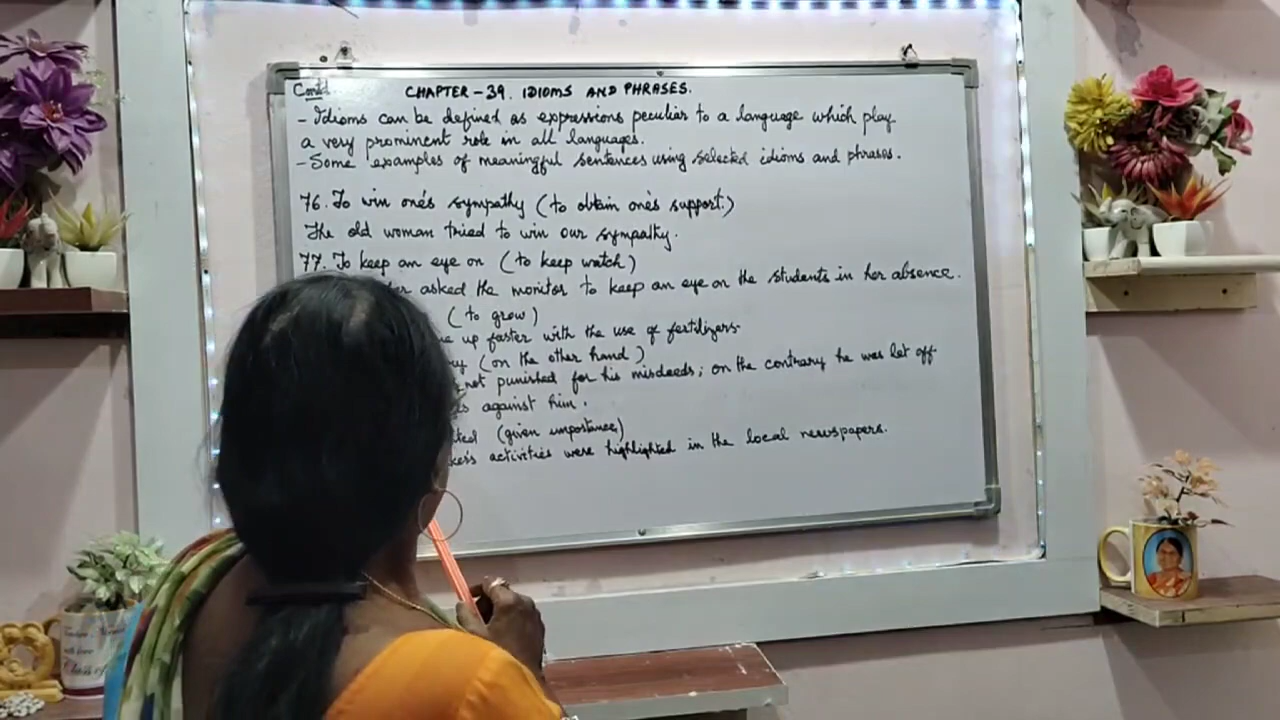 Contd.
CHAPTER - 39. IDIOMS AND PHRASES.
- Idioms can be defined as expressions peculiar to a language which play
a very prominent role in all languages.
- Some examples of meaningful sentences using selected idioms and phrases.
76. To win one's sympathy (to obtain one's support.)
The old woman tried to win our sympathy.
77. To keep an eye on (to keep watch)
asked the monitor to keep an eye on the students in her absence.
(to grow)
up faster with the use of fertilizers.
(on the other hand)
not punished for his misdeeds; on the contrary he was let off
against him.
(given importance)
activities were highlighted in the local newspapers.